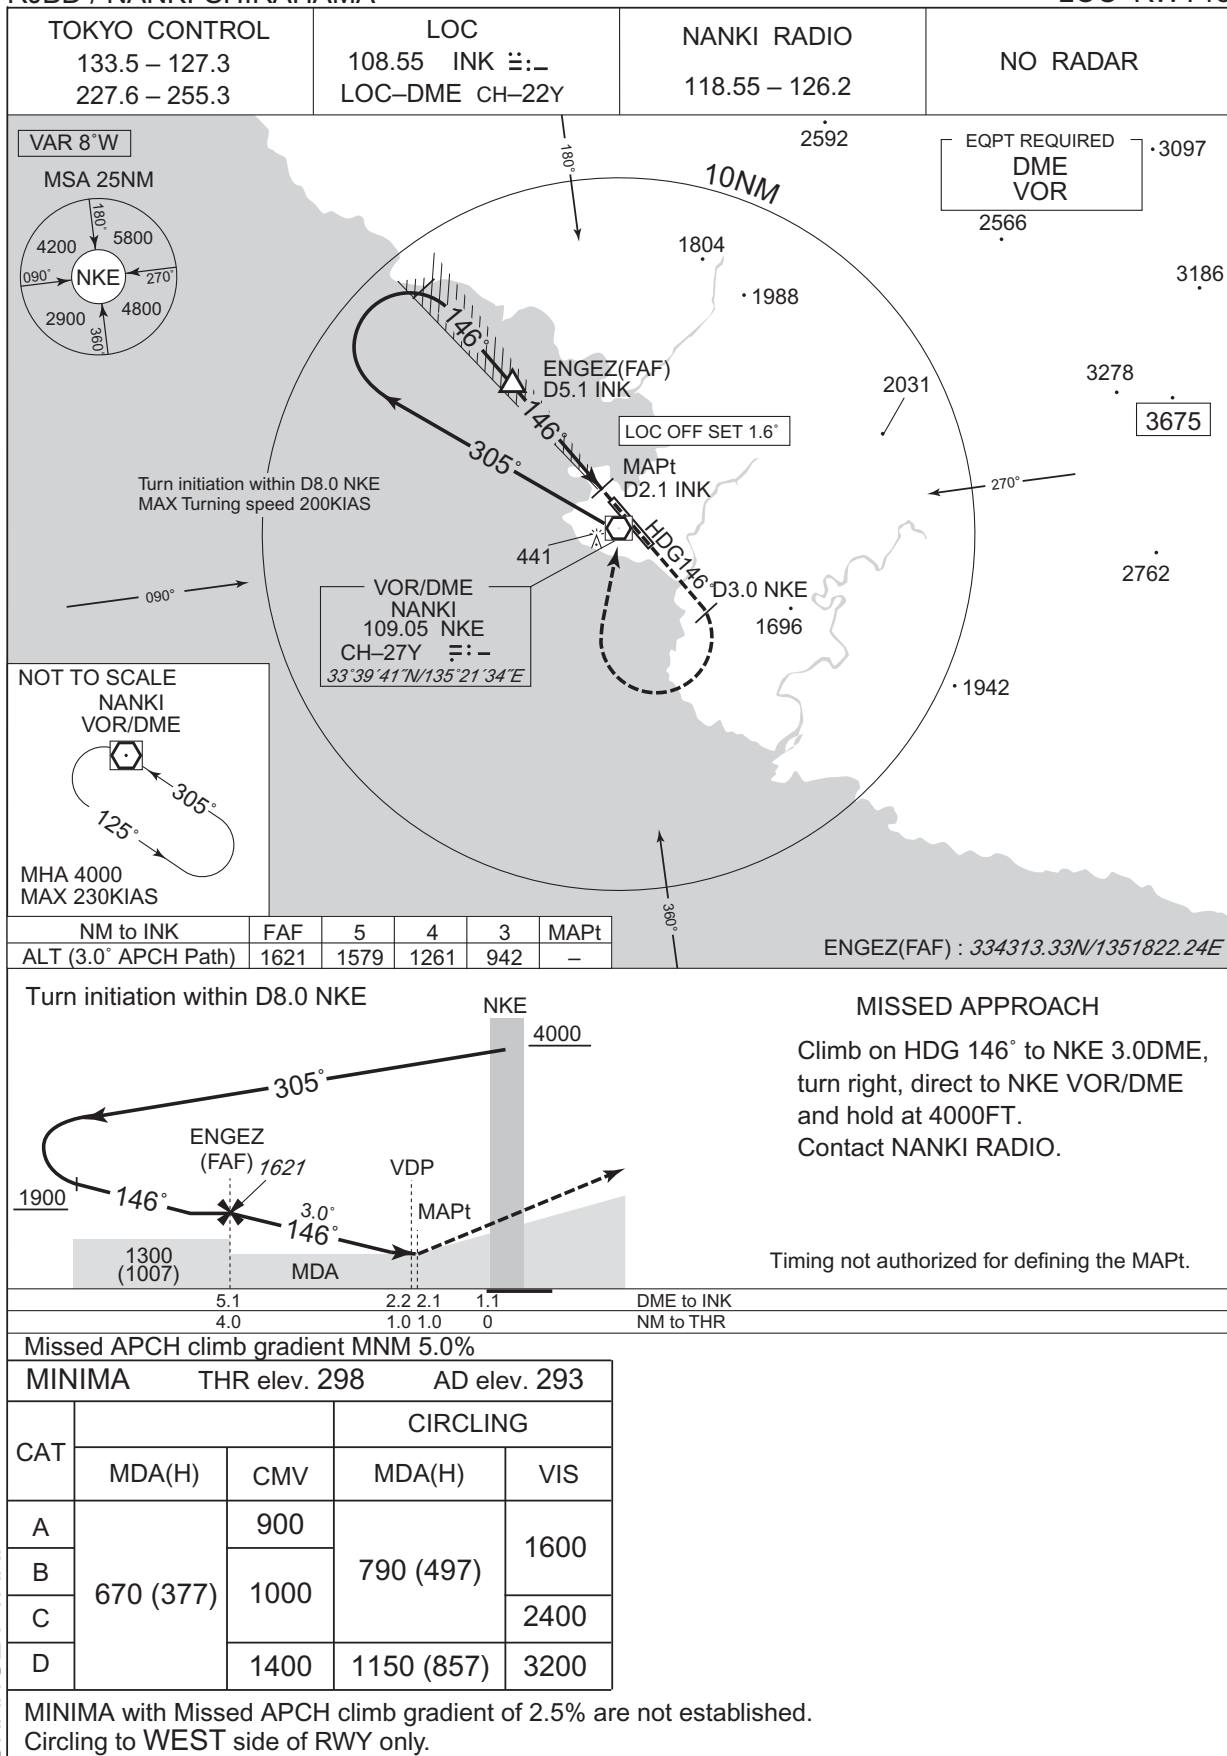 TOKYO CONTROL
133.5 – 127.3
227.6 – 255.3
LOC
108.55 INK
LOC–DME CH–22Y
NANKI RADIO
118.55 – 126.2
NO RADAR
VAR 8˚W
MSA 25NM
180˚
4200
5800
090˚
NKE
270˚
2900
4800
360˚
180˚
2592
10NM
EQPT REQUIRED
DME
VOR
3097
2566
1804
3186
1988
146˚
ENGEZ(FAF)
D5.1 INK
3278
2031
3675
146˚
LOC OFF SET 1.6˚
305˚
MAPt
D2.1 INK
Turn initiation within D8.0 NKE
MAX Turning speed 200KIAS
270˚
441
HDG146˚
2762
090˚
VOR/DME
NANKI
109.05 NKE
CH–27Y
33˚39´41˝N/135˚21´34˝E
D3.0 NKE
1696
1942
NOT TO SCALE
NANKI
VOR/DME
305˚
125˚
MHA 4000
MAX 230KIAS
360˚
NM to INK FAF 5 4 3 MAPt
ALT (3.0˚ APCH Path) 1621 1579 1261 942 –
ENGEZ(FAF) : 334313.33N/1351822.24E
Turn initiation within D8.0 NKE
NKE
4000
305˚
ENGEZ
(FAF) 1621
VDP
1900
146˚
3.0˚
146˚
MAPt
1300
(1007)
MDA
MISSED APPROACH
Climb on HDG 146˚ to NKE 3.0DME,
turn right, direct to NKE VOR/DME
and hold at 4000FT.
Contact NANKI RADIO.
Timing not authorized for defining the MAPt.
5.1 2.2 2.1 1.1 DME to INK
4.0 1.0 1.0 0 NM to THR
Missed APCH climb gradient MNM 5.0%
MINIMA THR elev. 298 AD elev. 293
CAT
CIRCLING
MDA(H) CMV MDA(H) VIS
A 900
B 670 (377) 1000 790 (497) 1600
C 2400
D 1400 1150 (857) 3200
MINIMA with Missed APCH climb gradient of 2.5% are not established.
Circling to WEST side of RWY only.